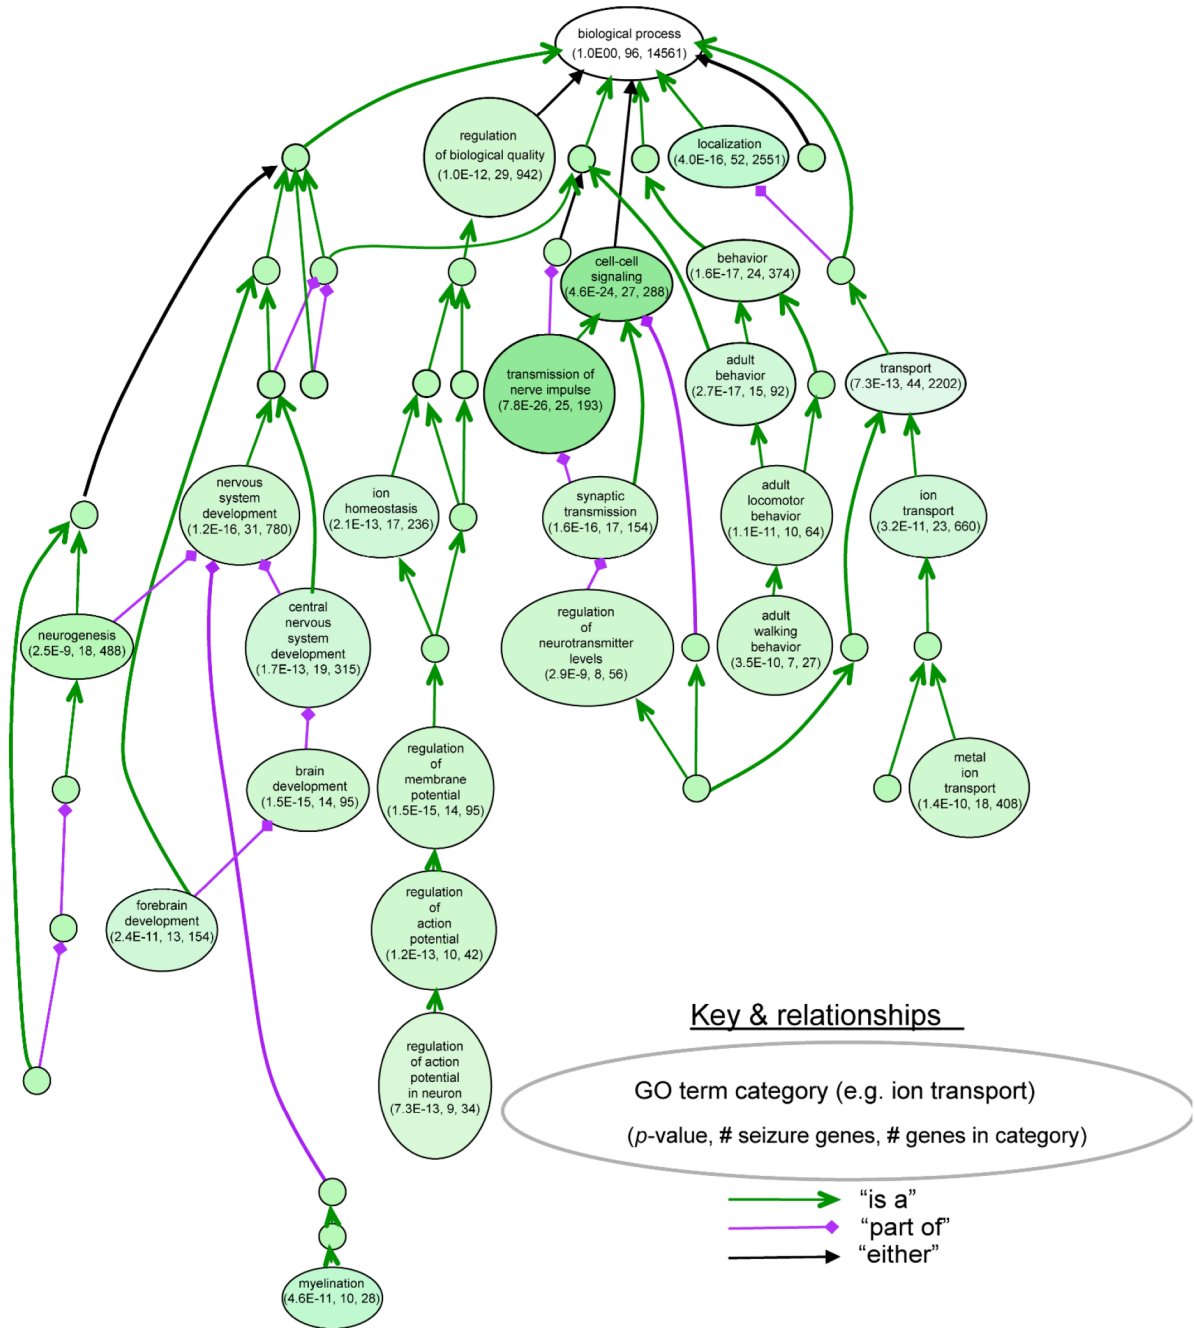 biological process
(1.0E00, 96, 14561)
regulation
of biological quality
(1.0E-12, 29, 942)
localization
(4.0E-16, 52, 2551)
cell-cell
signaling
(4.6E-24, 27, 288)
behavior
(1.6E-17, 24, 374)
transmission of
nerve impulse
(7.8E-26, 25, 193)
adult
behavior
(2.7E-17, 15, 92)
transport
(7.3E-13, 44, 2202)
nervous
system
development
(1.2E-16, 31, 780)
ion
homeostasis
(2.1E-13, 17, 236)
synaptic
transmission
(1.6E-16, 17, 154)
adult
locomotor
behavior
(1.1E-11, 10, 64)
ion
transport
(3.2E-11, 23, 660)
neurogenesis
(2.5E-9, 18, 488)
central
nervous
system
development
(1.7E-13, 19, 315)
regulation
of
neurotransmitter
levels
(2.9E-9, 8, 56)
adult
walking
behavior
(3.5E-10, 7, 27)
brain
development
(1.5E-15, 14, 95)
regulation
of
membrane
potential
(1.5E-15, 14, 95)
metal
ion
transport
(1.4E-10, 18, 408)
forebrain
development
(2.4E-11, 13, 154)
regulation
of
action
potential
(1.2E-13, 10, 42)
regulation
of action
potential
in neuron
(7.3E-13, 9, 34)
myelination
(4.6E-11, 10, 28)
Key & relationships
GO term category (e.g. ion transport)
(p-value, # seizure genes, # genes in category)
“is a”
“part of”
“either”